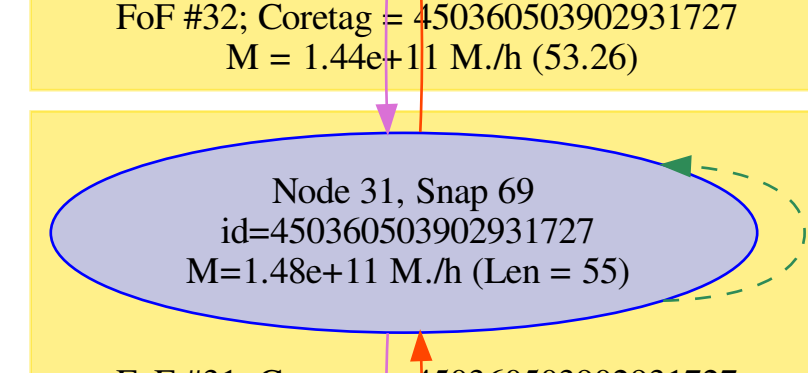 FoF #32; Coretag = 450360503902931727
M = 1.44e+11 M./h (53.26)
Node 31, Snap 69
id=450360503902931727
M=1.48e+11 M./h (Len = 55)